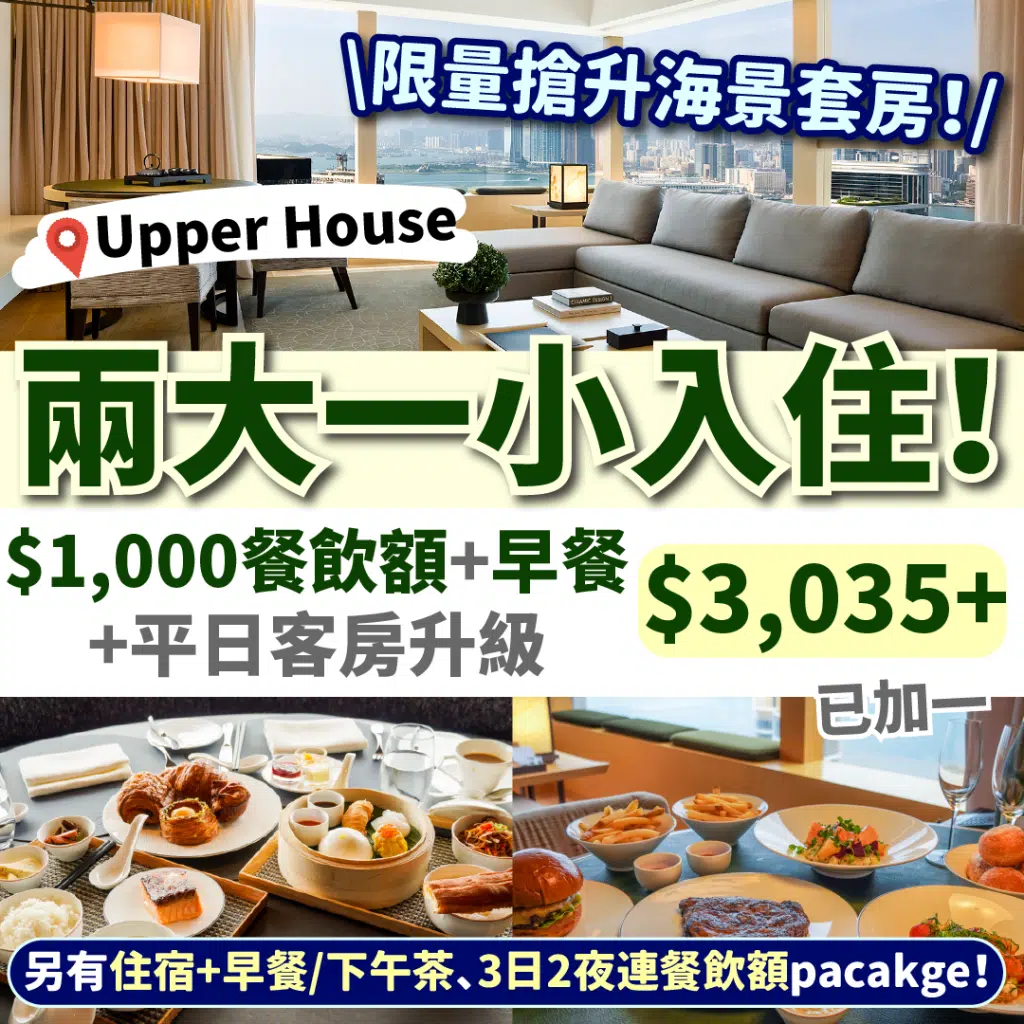 \限量搶升海景套房!/
Upper House
兩大一小入住!
$1,000餐飲額+早餐
+平日客房升級
$3,035+
已加一
另有住宿+早餐/下午茶、3日2夜連餐飲額pacakge!